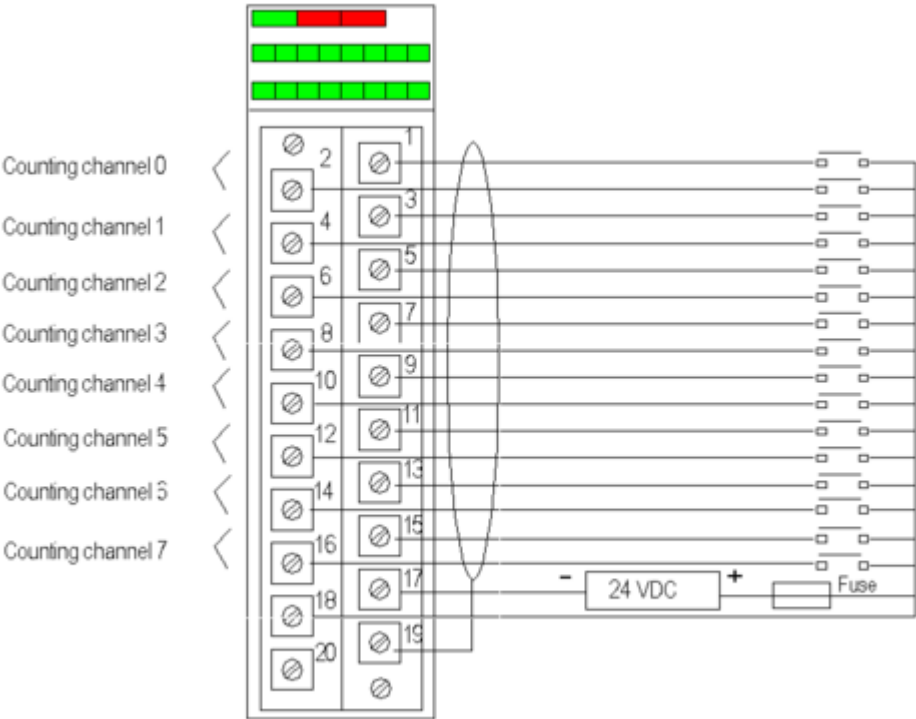 Counting channel 0
Counting channel 1
Counting channel 2
Counting channel 3
Counting channel 4
Counting channel 5
Counting channel 6
Counting channel 7
1
2
3
4
5
6
7
8
9
10
11
12
13
14
15
16
17
18
19
20
- 24 VDC + Fuse